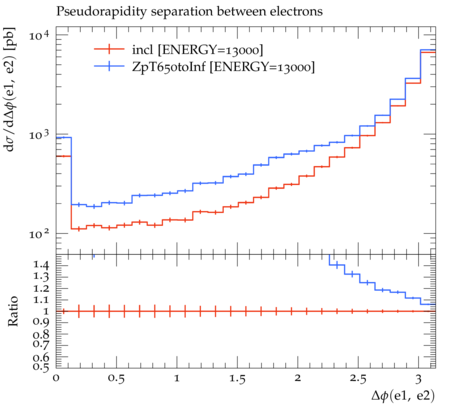 Pseudorapidity separation between electrons
dσ/dΔϕ(e1, e2) [pb]
10^4
incl [ENERGY=13000]
ZpT650toInf [ENERGY=13000]
10^3
10^2
Ratio
1.4
1.3
1.2
1.1
1
0.9
0.8
0.7
0.6
0.5
0 0.5 1 1.5 2 2.5 3
Δϕ(e1, e2)